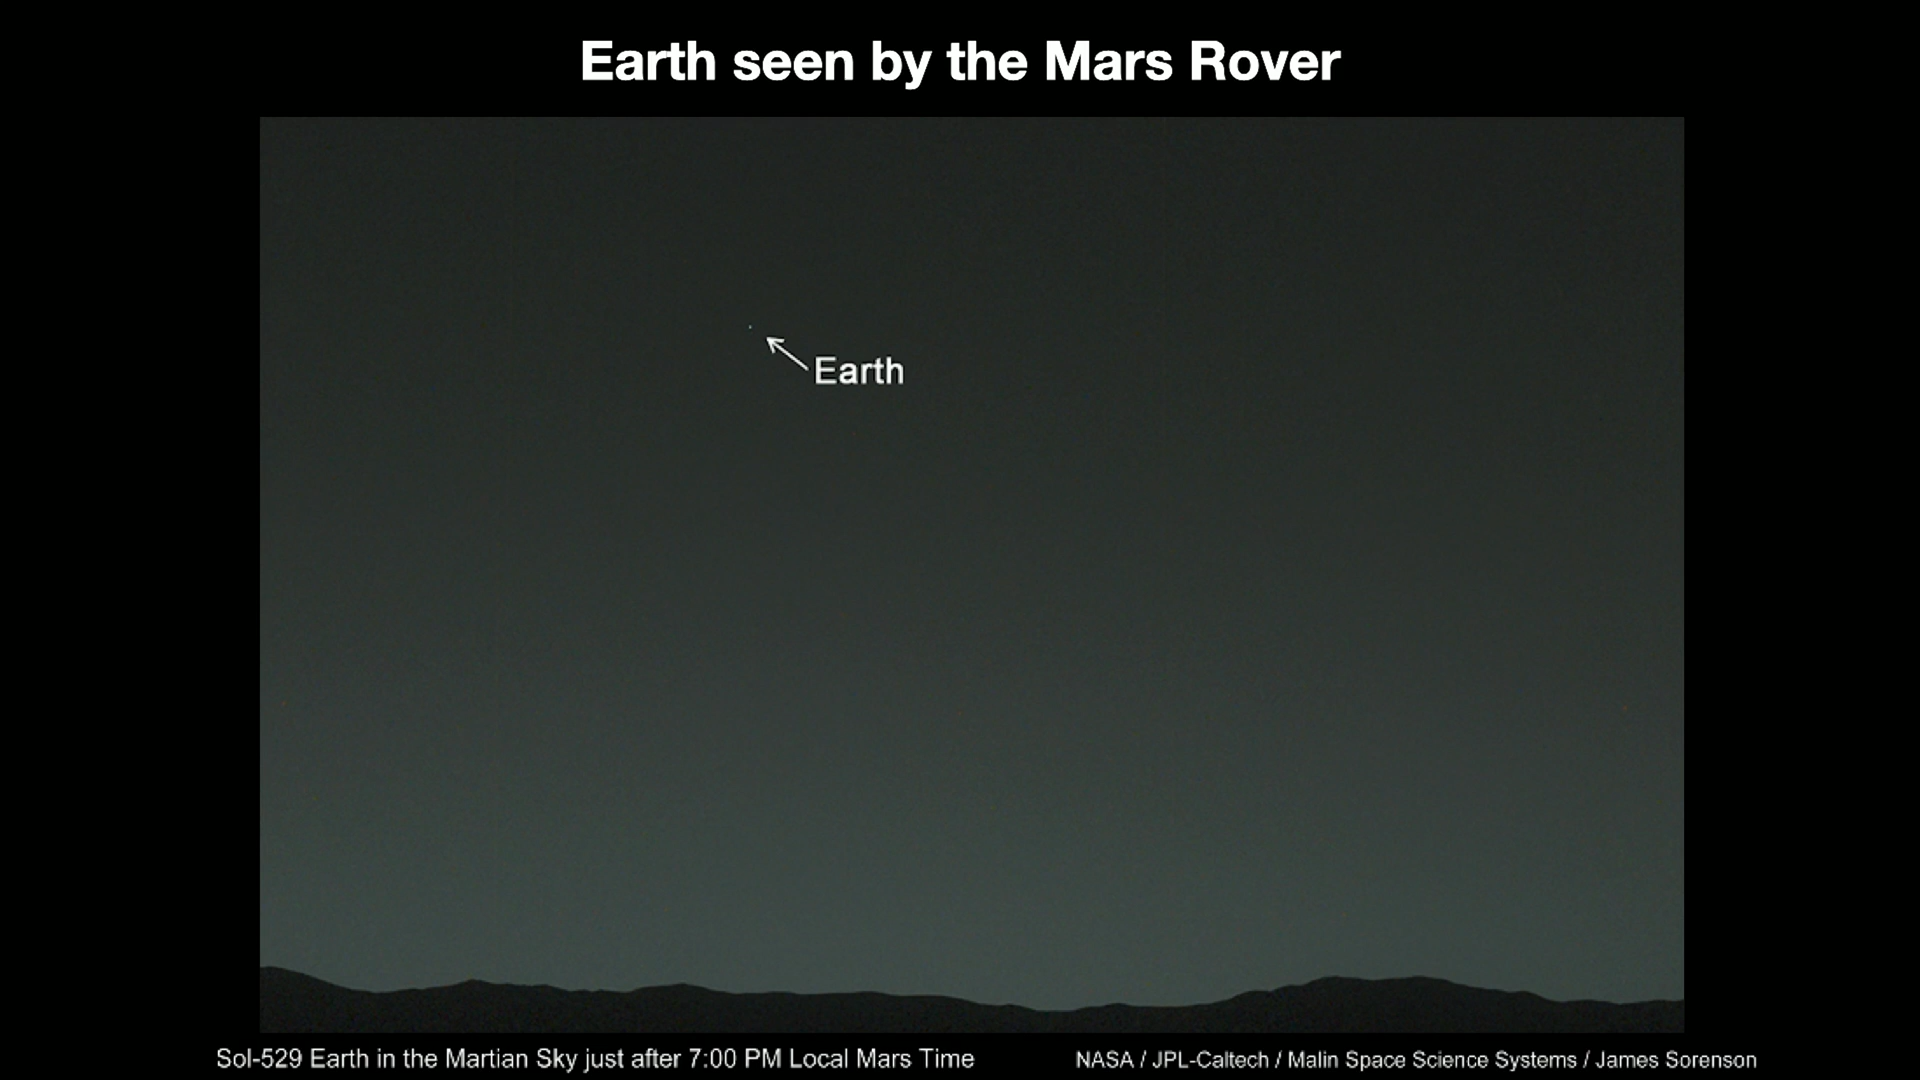 Earth seen by the Mars Rover
Earth
Sol-529 Earth in the Martian Sky just after 7:00 PM Local Mars Time
NASA / JPL-Caltech / Malin Space Science Systems / James Sorenson